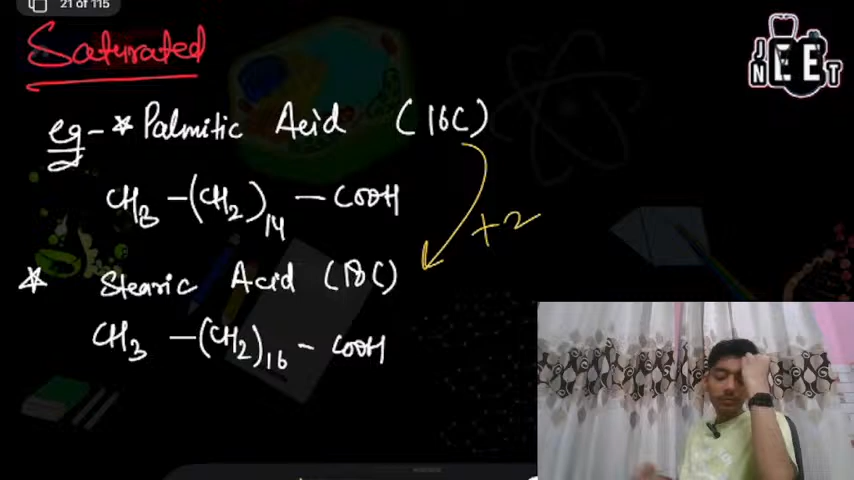 21 of 115
Saturated
J NEET
eg - * Palmitic Acid (16C)
CH3 -(CH2)14 - COOH
+2
* Stearic Acid (18C)
CH3 -(CH2)16 - COOH